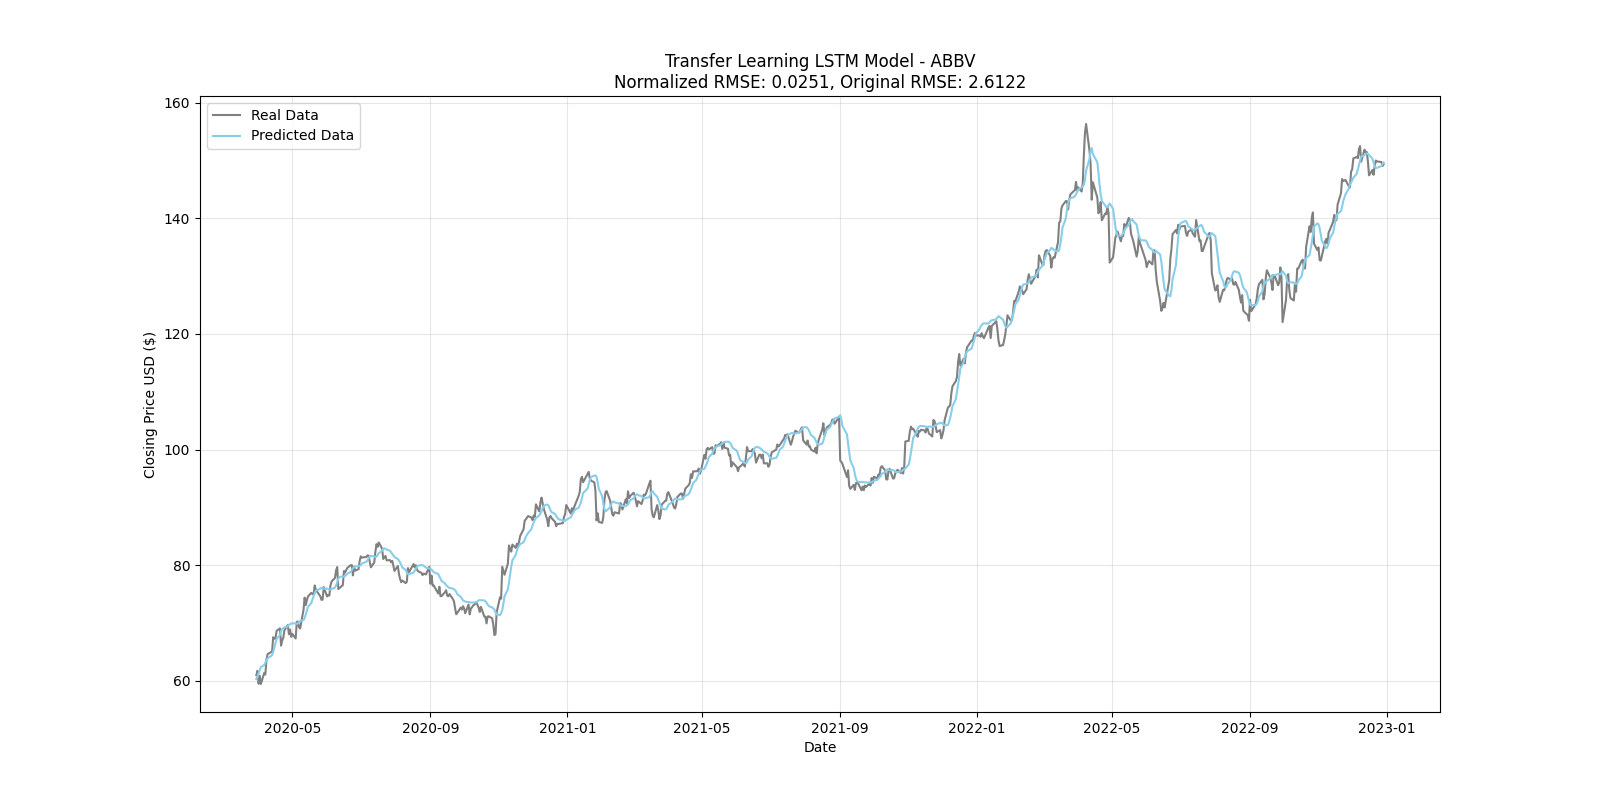 Transfer Learning LSTM Model - ABBV
Normalized RMSE: 0.0251, Original RMSE: 2.6122
Real Data
Predicted Data
Closing Price USD ($)
160
140
120
100
80
60
2020-05
2020-09
2021-01
2021-05
2021-09
2022-01
2022-05
2022-09
2023-01
Date